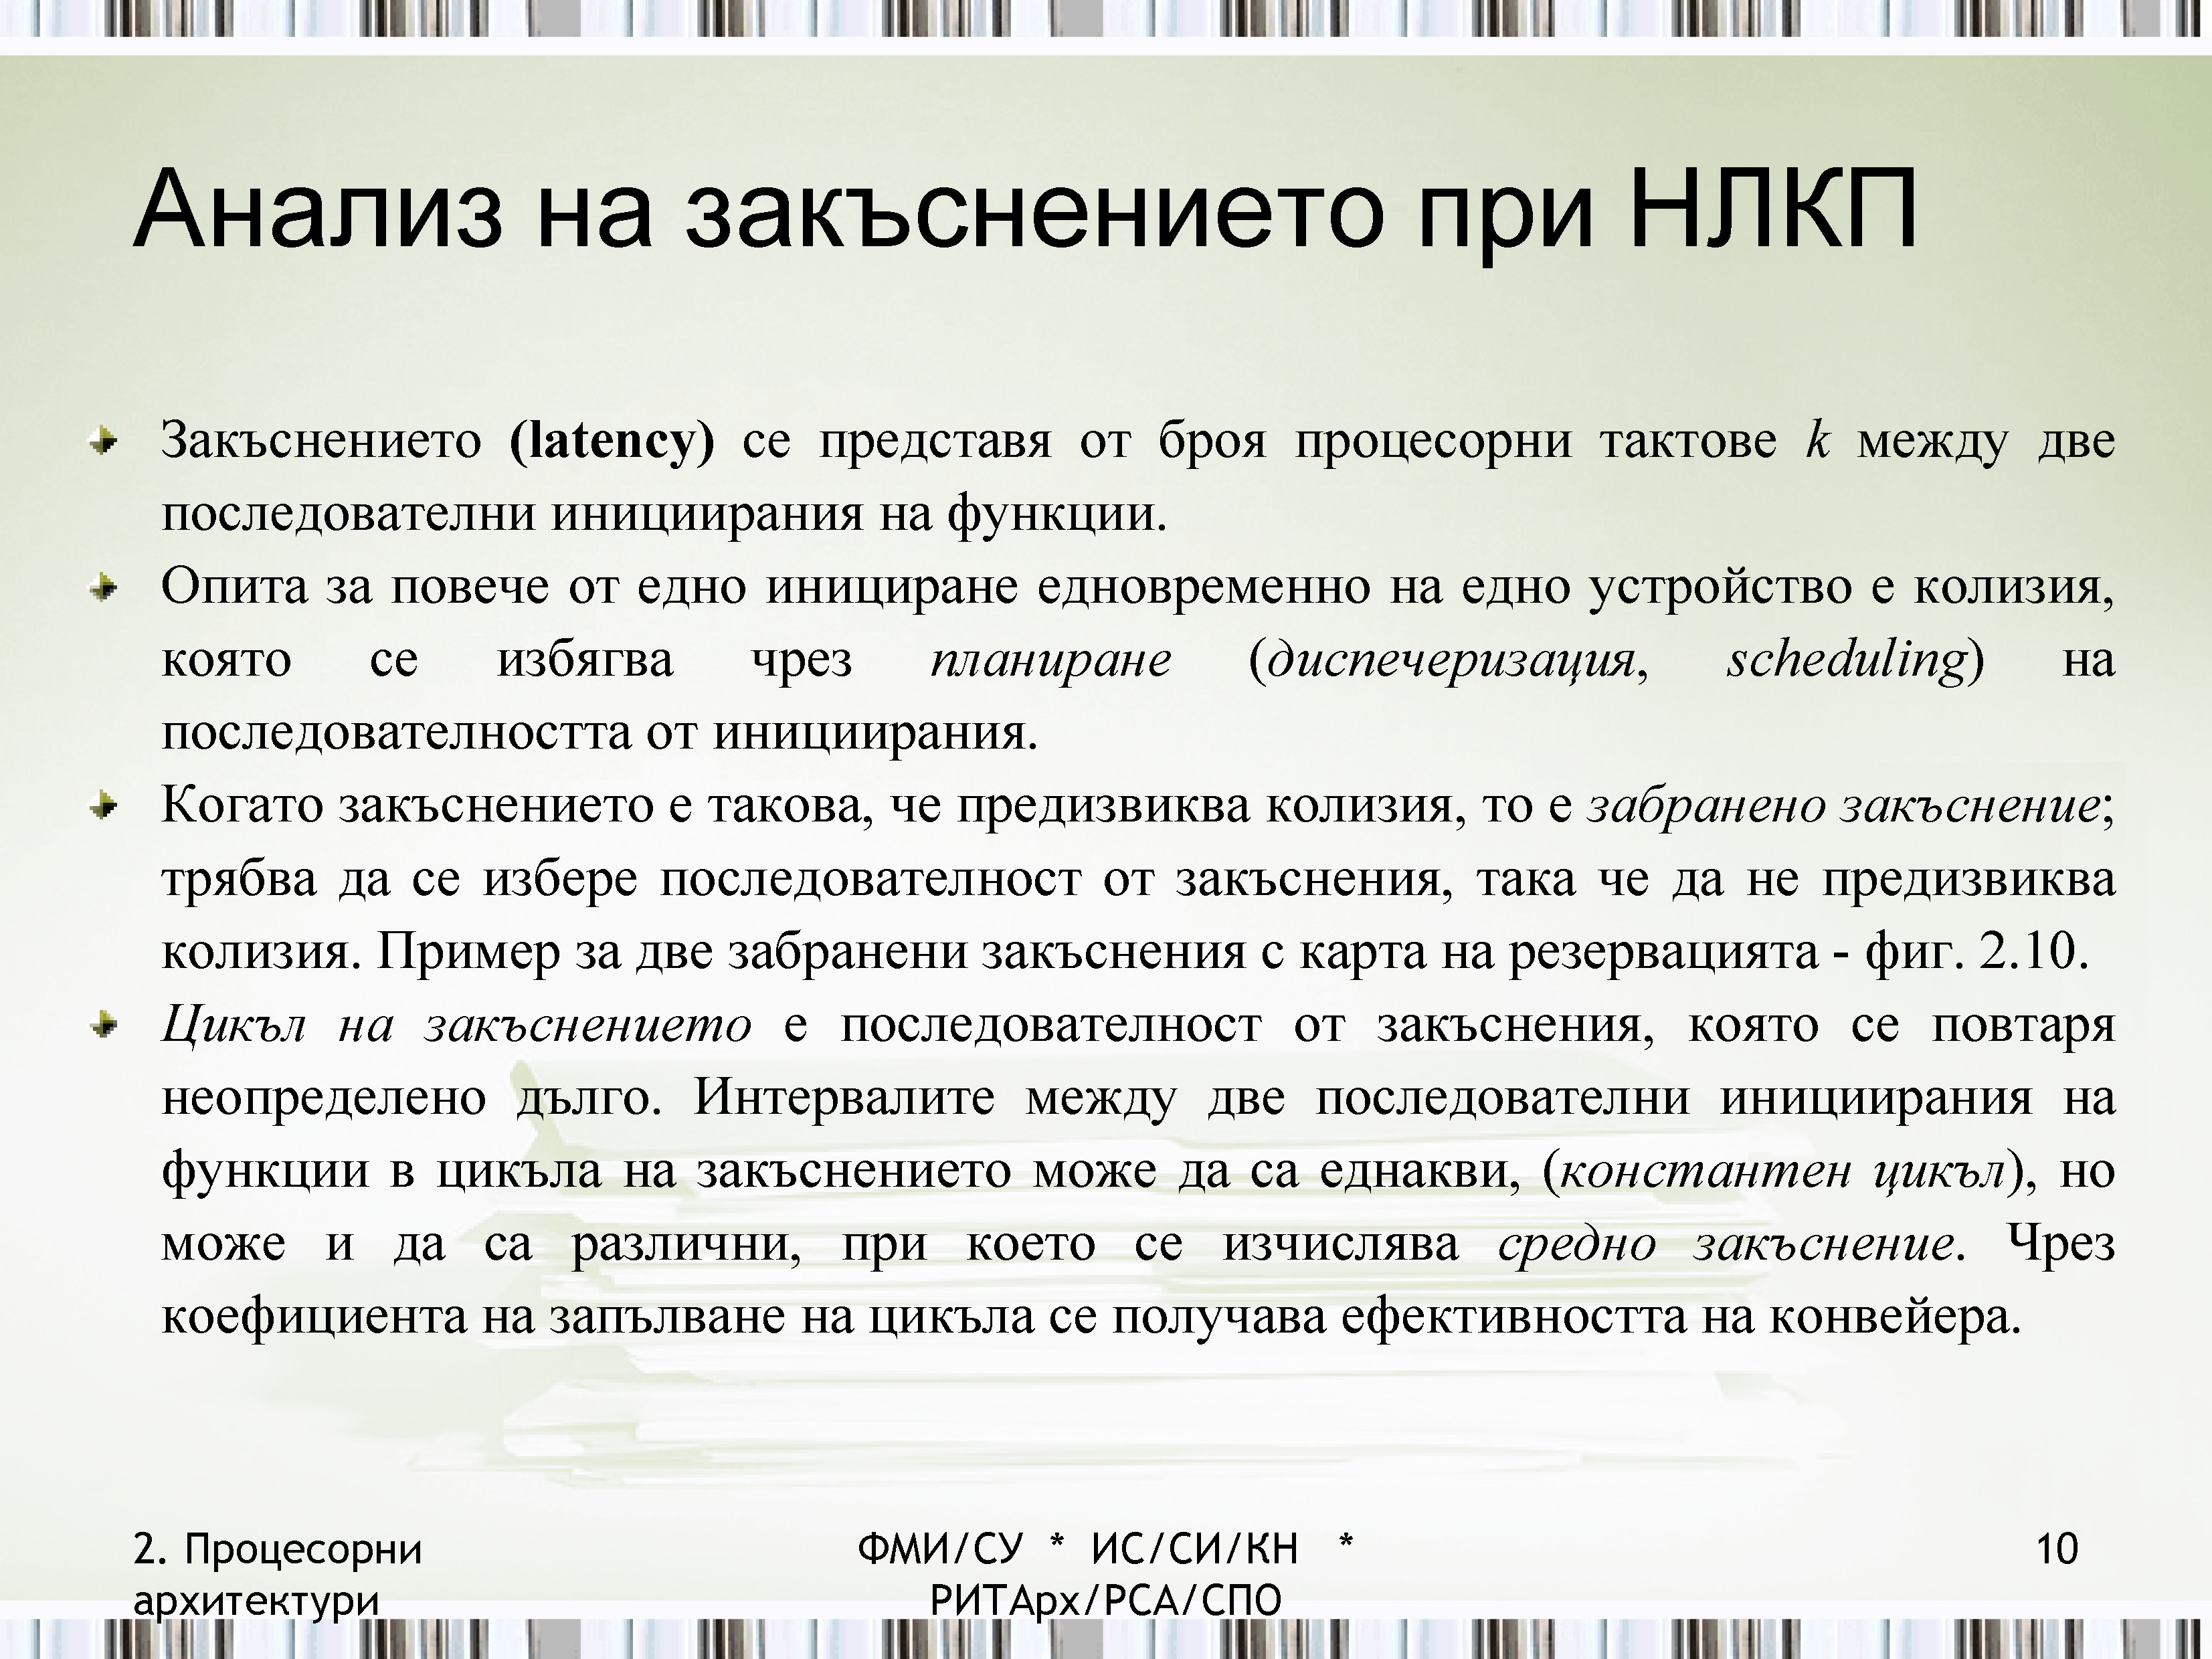 Анализ на закъснението при НЛКП
Закъснението (latency) се представя от броя процесорни тактове k между две
последователни инициирания на функции.
Опита за повече от едно инициране едновременно на едно устройство е колизия,
която се избягва чрез планиране (диспечеризация, scheduling) на
последователността от инициирания.
Когато закъснението е такова, че предизвиква колизия, то е забранено закъснение;
трябва да се избере последователност от закъснения, така че да не предизвиква
колизия. Пример за две забранени закъснения с карта на резервацията - фиг. 2.10.
Цикъл на закъснението е последователност от закъснения, която се повтаря
неопределено дълго. Интервалите между две последователни инициирания на
функции в цикъла на закъснението може да са еднакви, (константен цикъл), но
може и да са различни, при което се изчислява средно закъснение. Чрез
коефициента на запълване на цикъла се получава ефективността на конвейера.
2. Процесорни
архитектури
ФМИ/СУ * ИС/СИ/КН *
РИТАрх/РСА/СПО
10